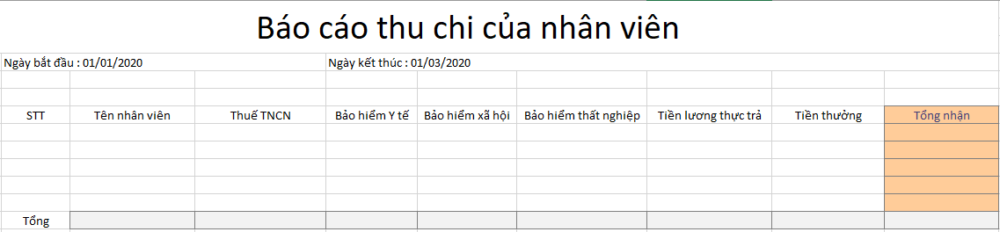 Báo cáo thu chi của nhân viên
Ngày bắt đầu : 01/01/2020 Ngày kết thúc : 01/03/2020
STT Tên nhân viên Thuế TNCN Bảo hiểm Y tế Bảo hiểm xã hội Bảo hiểm thất nghiệp Tiền lương thực trả Tiền thưởng Tổng nhận
Tổng